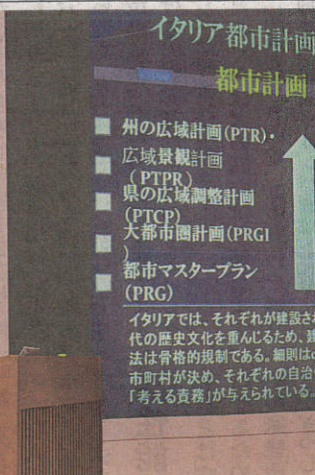 イタリア都市計画
都市計画
州の広域計画(PTR)・
広域景観計画
(PTPR)
県の広域調整計画
(PTCP)
大都市圏計画(PRGI
)
都市マスタープラン
(PRG)
イタリアでは、それぞれが建設され
代の歴史文化を重んじるため、建
法は骨格的規制である。細則は
市町村が決め、それぞれの自治
「考える責務」が与えられている。